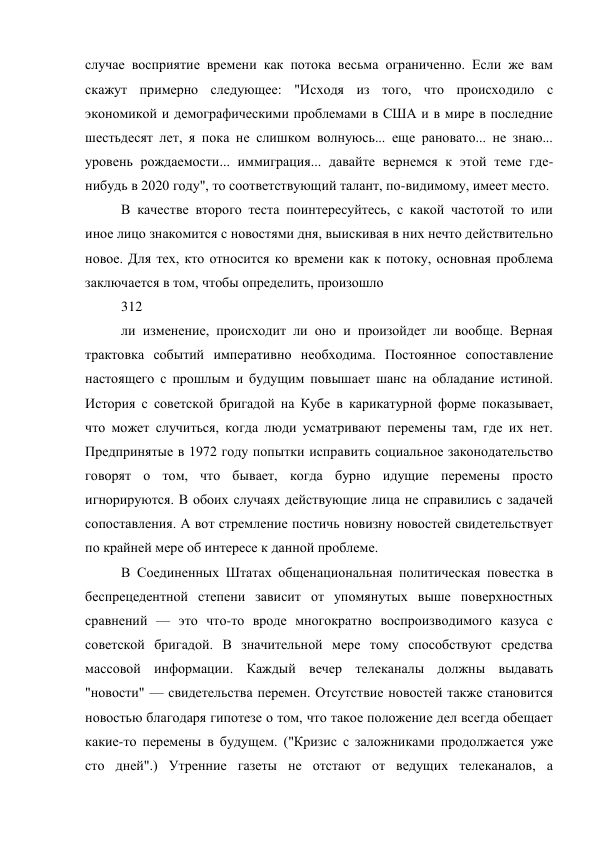 случае восприятие времени как потока весьма ограниченно. Если же вам
скажут примерно следующее: "Исходя из того, что происходило с
экономикой и демографическими проблемами в США и в мире в последние
шестьдесят лет, я пока не слишком волнуюсь... еще рановато... не знаю...
уровень рождаемости... иммиграция... давайте вернемся к этой теме где-
нибудь в 2020 году", то соответствующий талант, по-видимому, имеет место.
В качестве второго теста поинтересуйтесь, с какой частотой то или
иное лицо знакомится с новостями дня, выискивая в них нечто действительно
новое. Для тех, кто относится ко времени как к потоку, основная проблема
заключается в том, чтобы определить, произошло
312
ли изменение, происходит ли оно и произойдет ли вообще. Верная
трактовка событий императивно необходима. Постоянное сопоставление
настоящего с прошлым и будущим повышает шанс на обладание истиной.
История с советской бригадой на Кубе в карикатурной форме показывает,
что может случиться, когда люди усматривают перемены там, где их нет.
Предпринятые в 1972 году попытки исправить социальное законодательство
говорят о том, что бывает, когда бурно идущие перемены просто
игнорируются. В обоих случаях действующие лица не справились с задачей
сопоставления. А вот стремление постичь новизну новостей свидетельствует
по крайней мере об интересе к данной проблеме.
В Соединенных Штатах общенациональная политическая повестка в
беспрецедентной степени зависит от упомянутых выше поверхностных
сравнений — это что-то вроде многократно воспроизводимого казуса с
советской бригадой. В значительной мере тому способствуют средства
массовой информации. Каждый вечер телеканалы должны выдавать
"новости" — свидетельства перемен. Отсутствие новостей также становится
новостью благодаря гипотезе о том, что такое положение дел всегда обещает
какие-то перемены в будущем. ("Кризис с заложниками продолжается уже
сто дней".) Утренние газеты не отстают от ведущих телеканалов, а